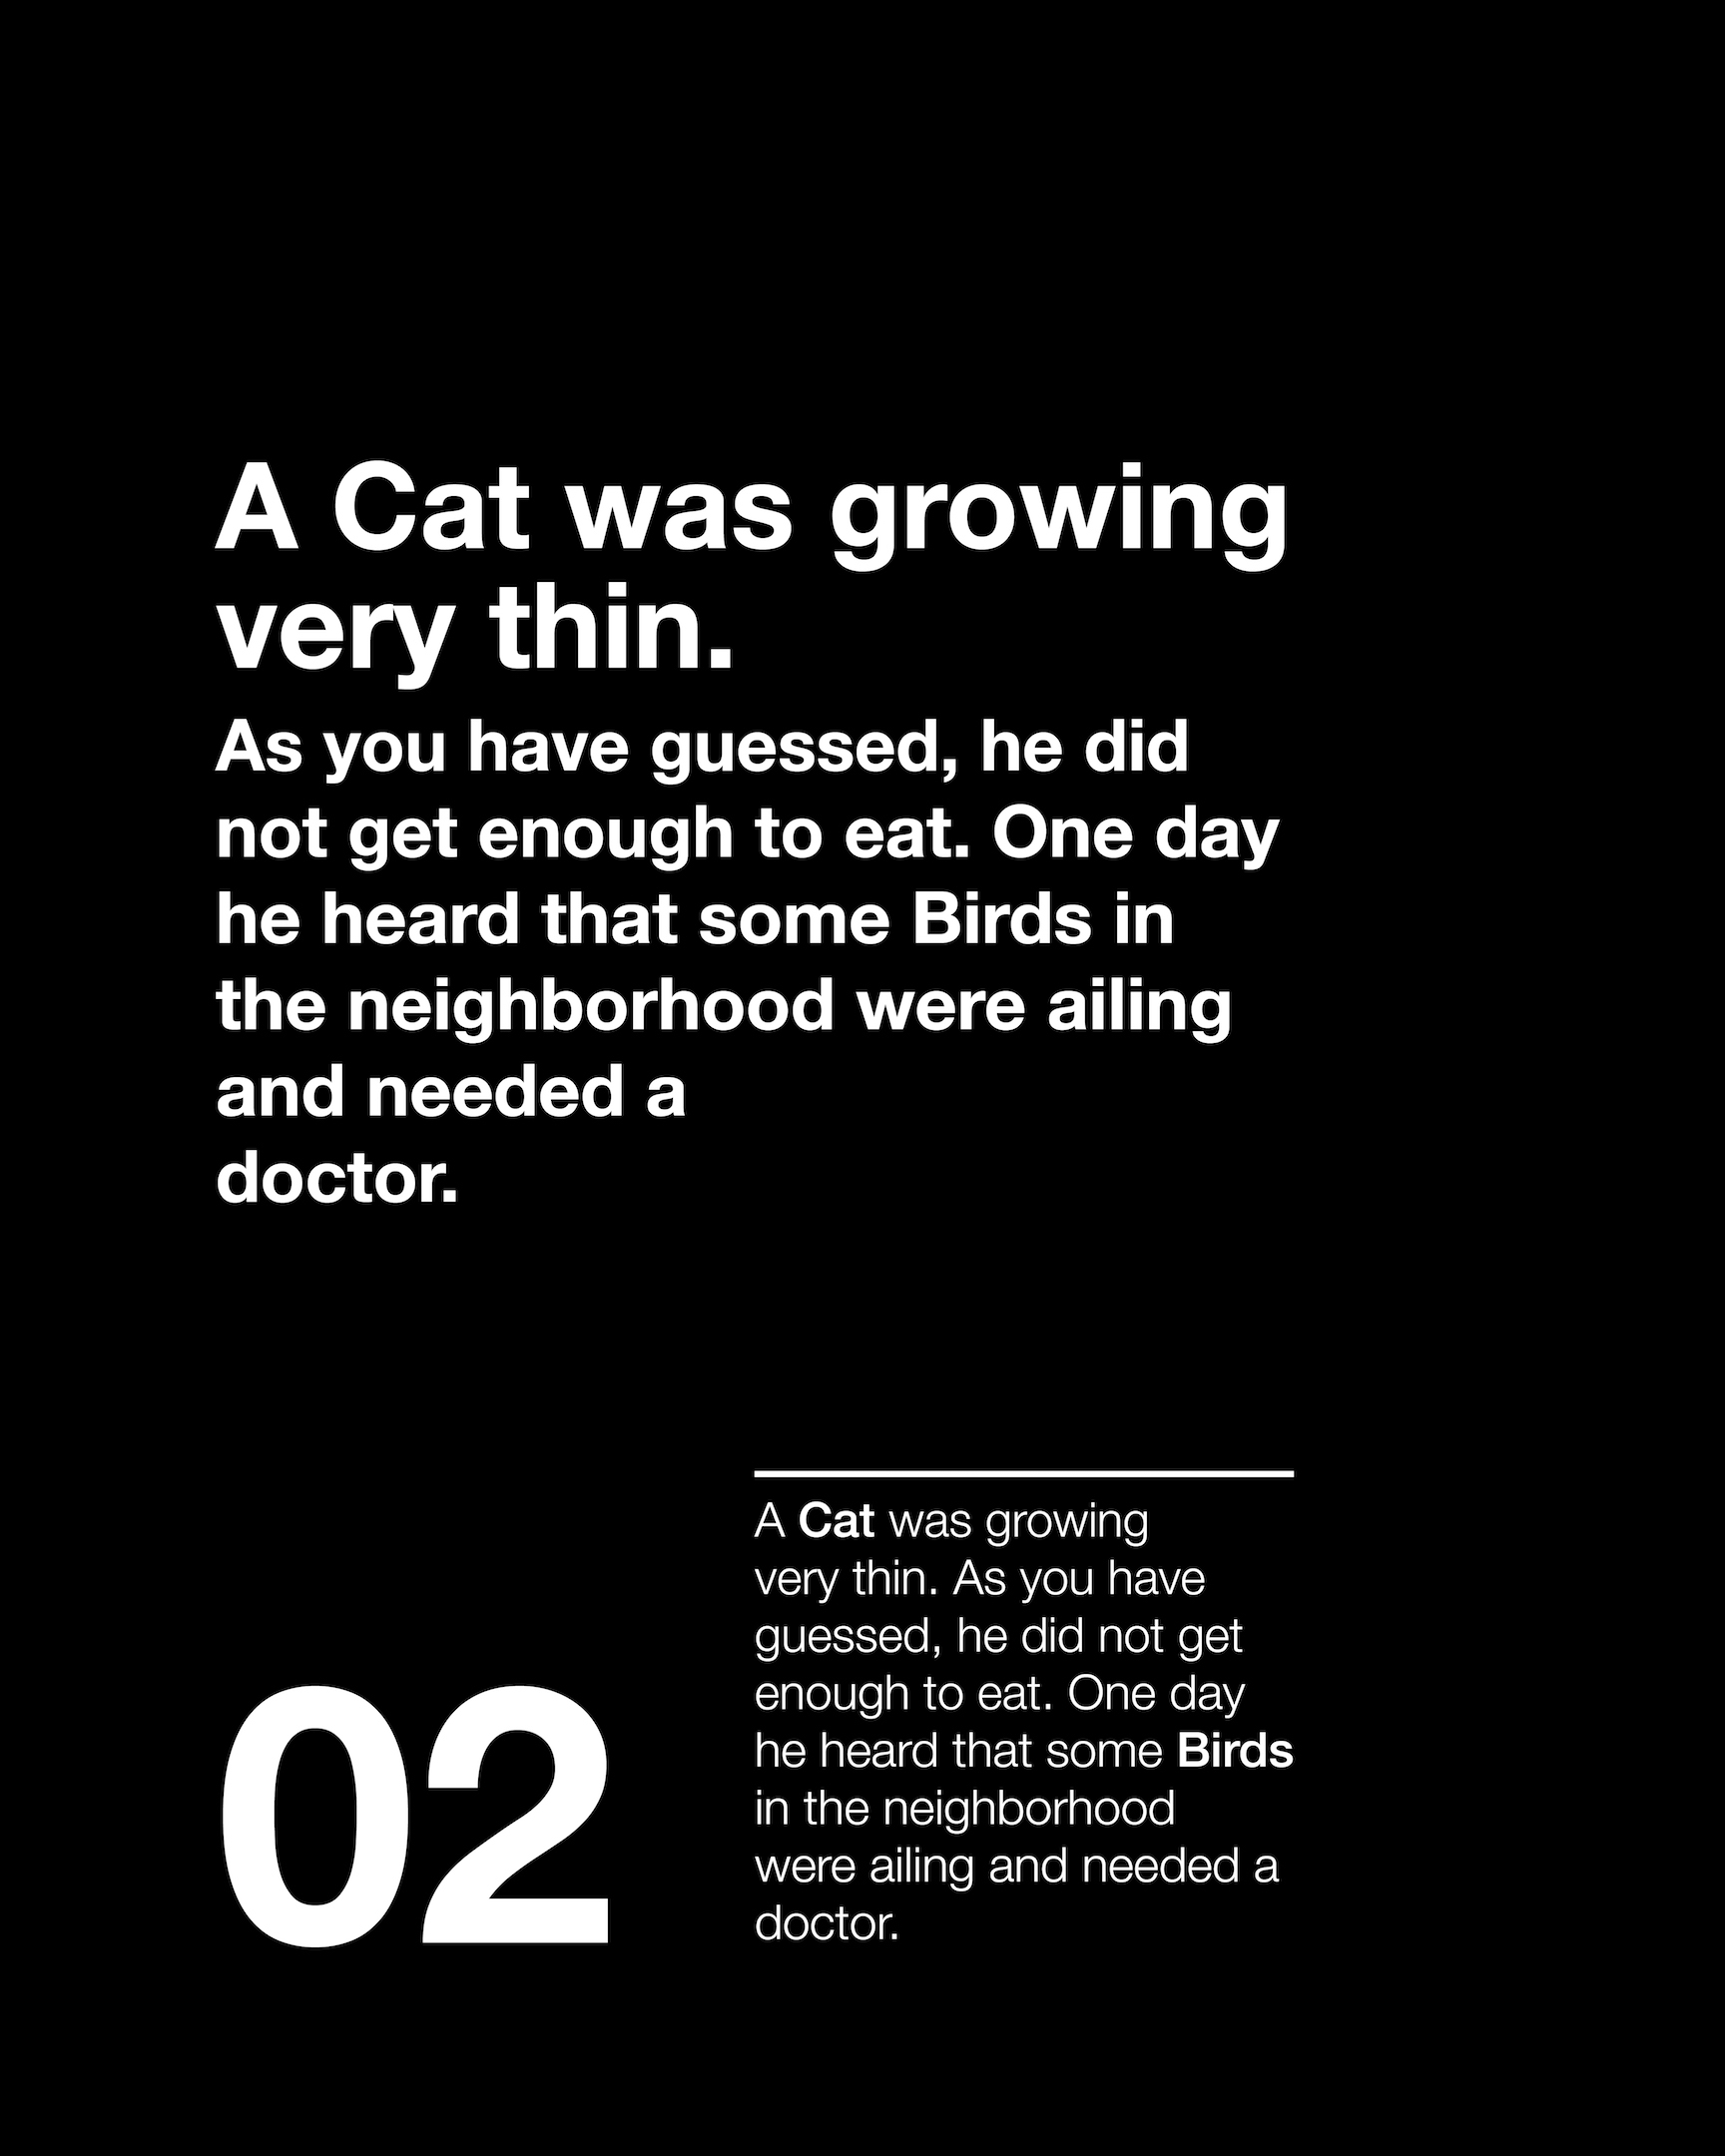 A Cat was growing
very thin.
As you have guessed, he did
not get enough to eat. One day
he heard that some Birds in
the neighborhood were ailing
and needed a
doctor.
02
A Cat was growing
very thin. As you have
guessed, he did not get
enough to eat. One day
he heard that some Birds
in the neighborhood
were ailing and needed a
doctor.